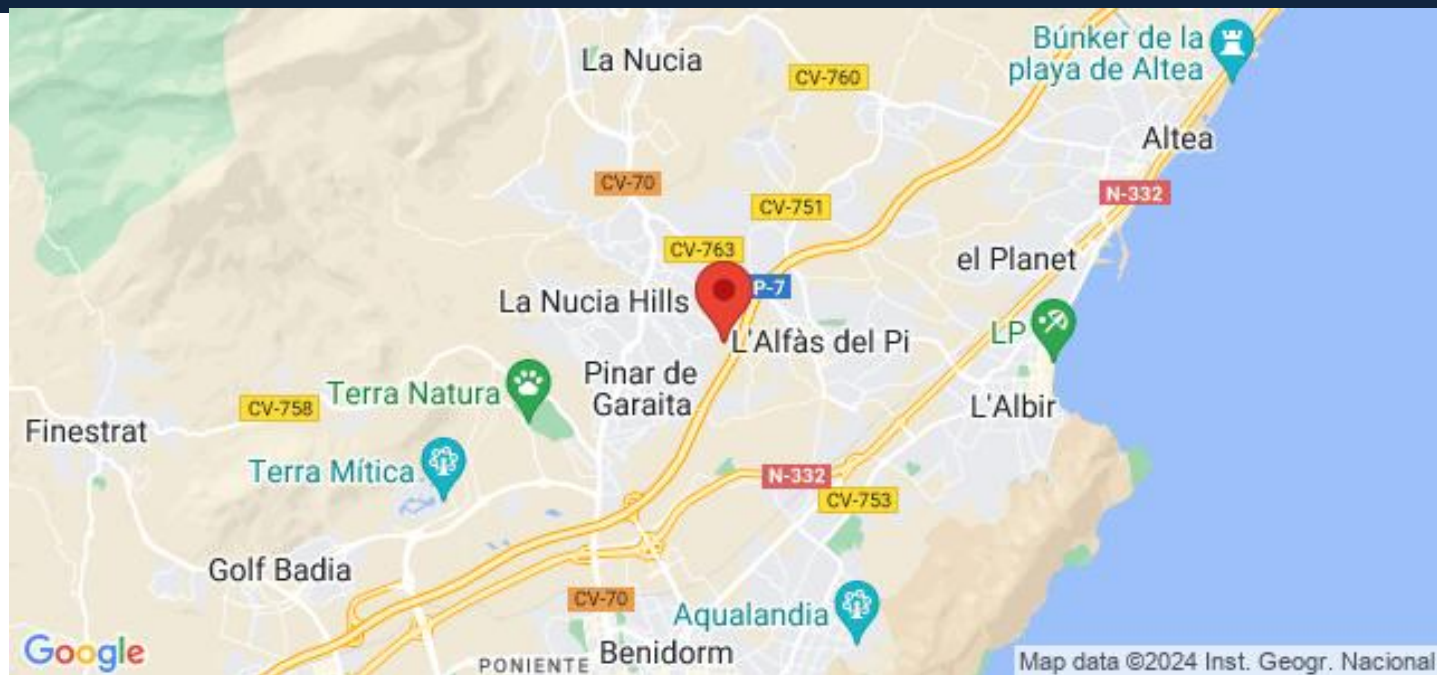 Búnker de la
playa de Altea
La Nucia
CV-760
Altea
CV-70
N-332
CV-751
CV-763
el Planet
P-7
La Nucia Hills
LP
L'Alfàs del Pi
Pinar de
Garaita
Terra Natura
CV-758
L'Albir
Finestrat
Terra Mítica
N-332
CV-753
Golf Badia
CV-70
Aqualandia
Benidorm
PONIENTE
Google
Map data ©2024 Inst. Geogr. Nacional